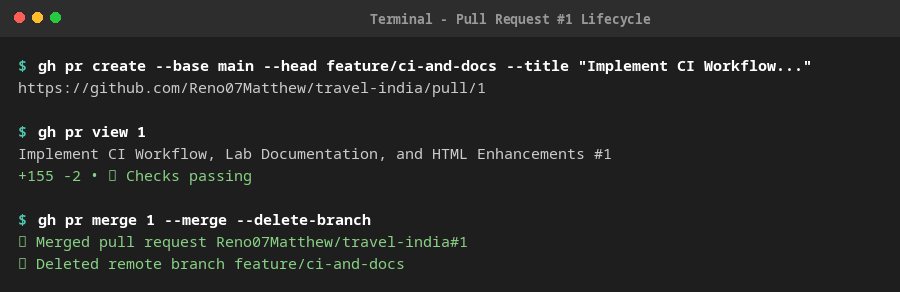 Terminal - Pull Request #1 Lifecycle
$ gh pr create --base main --head feature/ci-and-docs --title "Implement CI Workflow..."
https://github.com/Reno07Matthew/travel-india/pull/1
$ gh pr view 1
Implement CI Workflow, Lab Documentation, and HTML Enhancements #1
+155 -2 • ▯ Checks passing
$ gh pr merge 1 --merge --delete-branch
▯ Merged pull request Reno07Matthew/travel-india#1
▯ Deleted remote branch feature/ci-and-docs